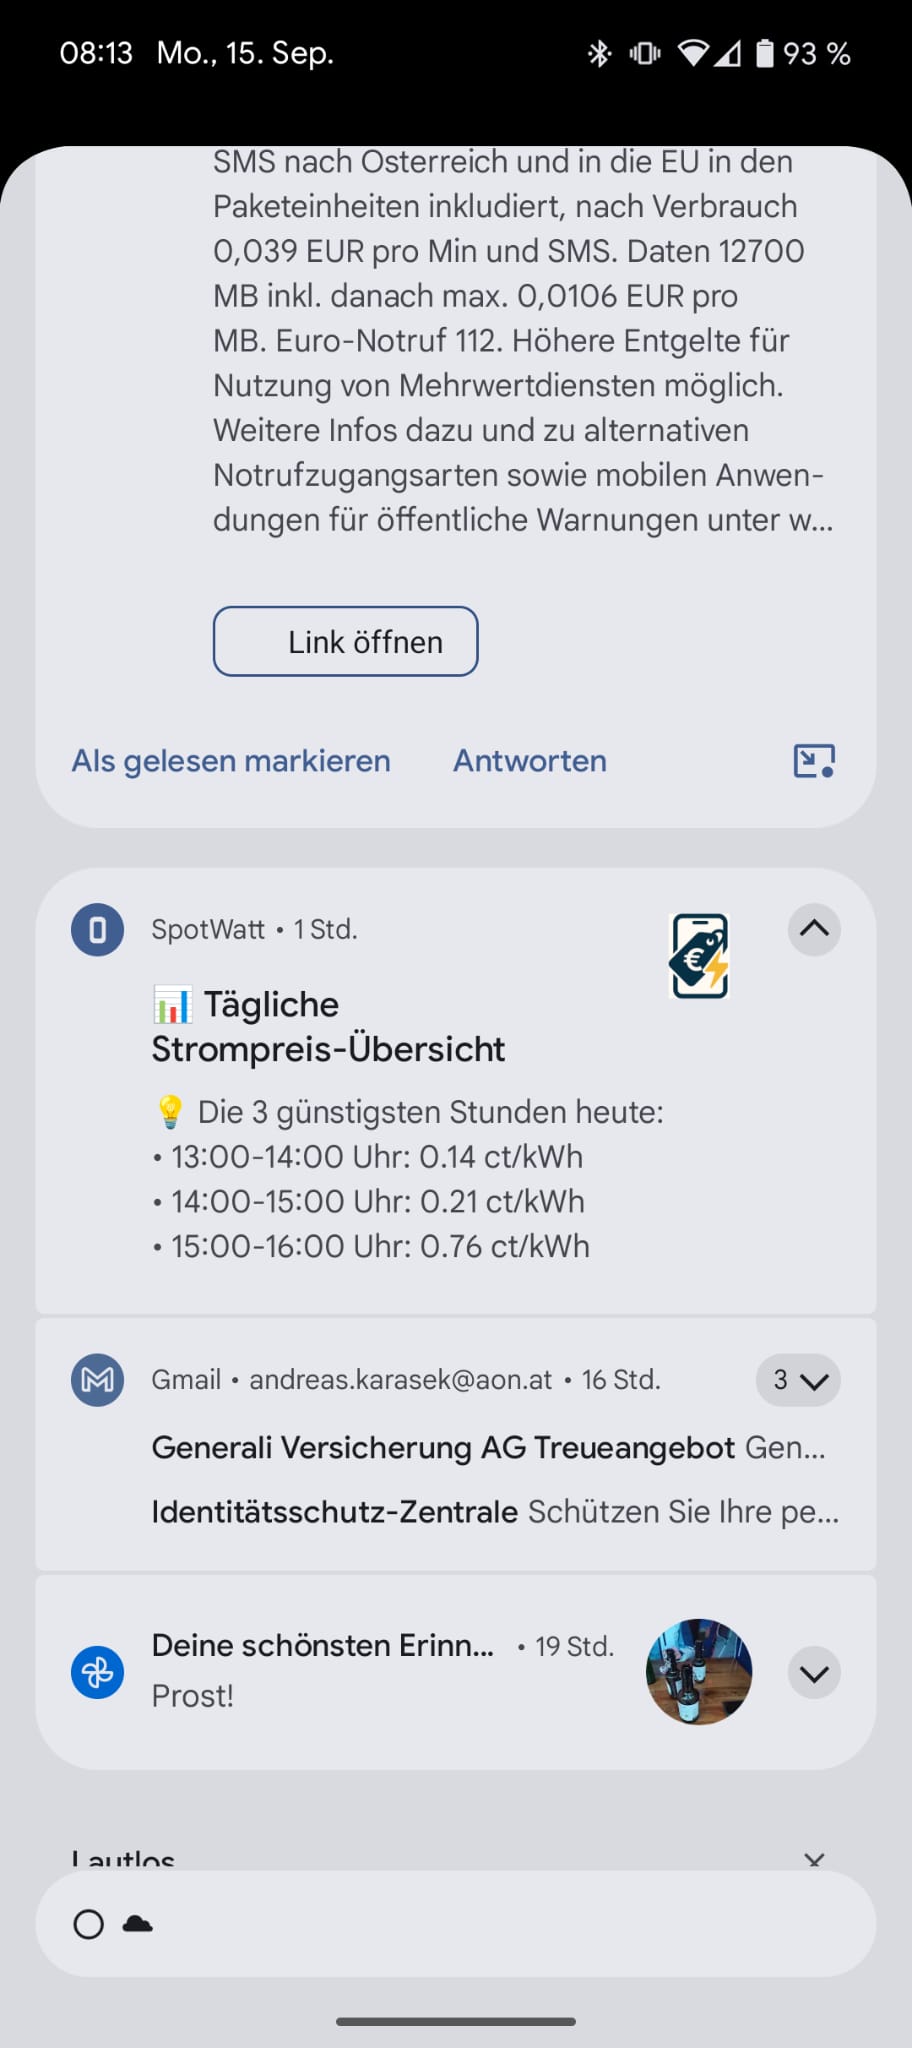 08:13 Mo., 15. Sep. 93 %
SMS nach Österreich und in die EU in den
Paketeinheiten inkludiert, nach Verbrauch
0,039 EUR pro Min und SMS. Daten 12700
MB inkl. danach max. 0,0106 EUR pro
MB. Euro-Notruf 112. Höhere Entgelte für
Nutzung von Mehrwertdiensten möglich.
Weitere Infos dazu und zu alternativen
Notrufzugangsarten sowie mobilen Anwen-
dungen für öffentliche Warnungen unter w...
Link öffnen
Als gelesen markieren Antworten
SpotWatt • 1 Std.
📊 Tägliche
Strompreis-Übersicht
💡 Die 3 günstigsten Stunden heute:
• 13:00-14:00 Uhr: 0.14 ct/kWh
• 14:00-15:00 Uhr: 0.21 ct/kWh
• 15:00-16:00 Uhr: 0.76 ct/kWh
Gmail • andreas.karasek@aon.at • 16 Std. 3
Generali Versicherung AG Treueangebot Gen...
Identitätsschutz-Zentrale Schützen Sie Ihre pe...
Deine schönsten Erinn... • 19 Std.
Prost!
Lautlos